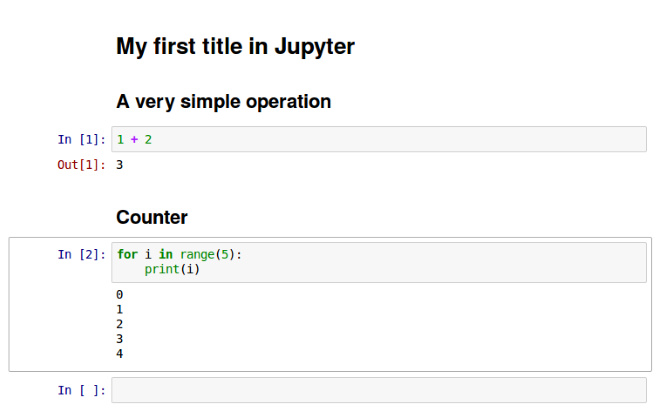 My first title in Jupyter
A very simple operation
In [1]: 1 + 2
Out[1]: 3
Counter
In [2]: for i in range(5):
    print(i)
0
1
2
3
4
In [ ]: